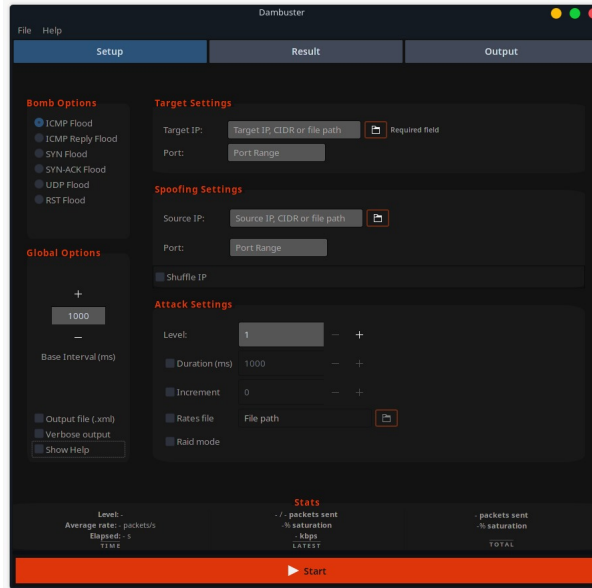 Dambuster
File Help
Setup Result Output
Bomb Options
ICMP Flood
ICMP Reply Flood
SYN Flood
SYN-ACK Flood
UDP Flood
RST Flood
Global Options
+
1000
−
Base Interval (ms)
Output file (.xml)
Verbose output
Show Help
Target Settings
Target IP: Target IP, CIDR or file path Required field
Port: Port Range
Spoofing Settings
Source IP: Source IP, CIDR or file path
Port: Port Range
Shuffle IP
Attack Settings
Level: 1 − +
Duration (ms) 1000 − +
Increment 0 − +
Rates file File path
Raid mode
Stats
Level: -
Average rate: - packets/s
Elapsed: - s
TIME
- / - packets sent
-% saturation
- kbps
LATEST
- packets sent
-% saturation
TOTAL
Start